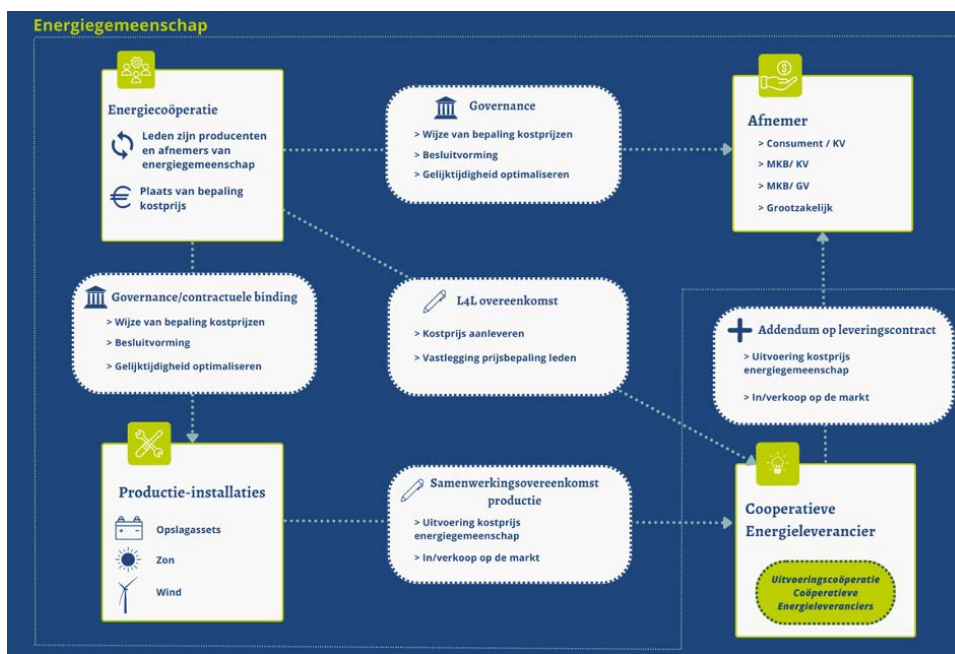 Energiegemeenschap
Energiecoöperatie
Leden zijn producenten
en afnemers van
energiegemeenschap
Plaats van bepaling
kostprijs
Governance
> Wijze van bepaling kostprijzen
> Besluitvorming
> Gelijktijdigheid optimaliseren
Afnemer
> Consument / KV
> MKB/ KV
> MKB/ GV
> Grootzakelijk
Governance/contractuele binding
> Wijze van bepaling kostprijzen
> Besluitvorming
> Gelijktijdigheid optimaliseren
L4L overeenkomst
> Kostprijs aanleveren
> Vastlegging prijsbepaling leden
Addendum op leveringscontract
> Uitvoering kostprijs
energiegemeenschap
> In/verkoop op de markt
Productie-installaties
Opslagassets
Zon
Wind
Samenwerkingsovereenkomst
productie
> Uitvoering kostprijs
energiegemeenschap
> In/verkoop op de markt
Cooperatieve
Energieleverancier
Uitvoeringscoöperatie
Coöperatieve
Energieleveranciers